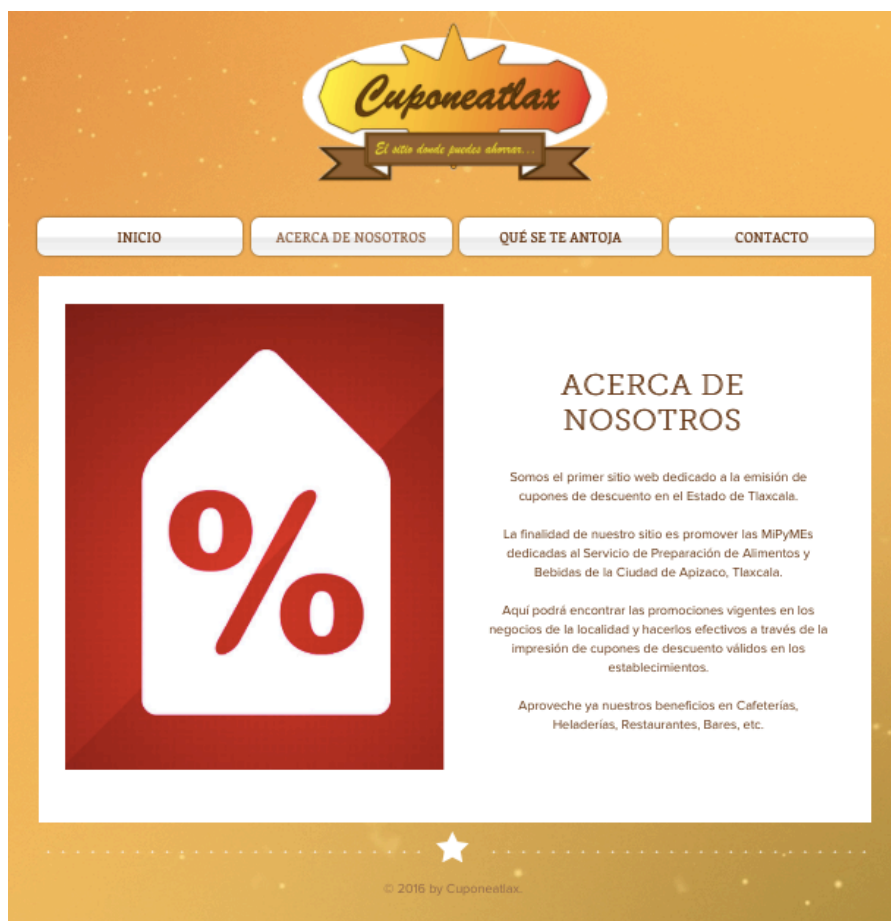 Cuponeatlax
El sitio donde puedes ahorrar...
INICIO
ACERCA DE NOSOTROS
QUÉ SE TE ANTOJA
CONTACTO
%
ACERCA DE
NOSOTROS
Somos el primer sitio web dedicado a la emisión de
cupones de descuento en el Estado de Tlaxcala.
La finalidad de nuestro sitio es promover las MiPyMEs
dedicadas al Servicio de Preparación de Alimentos y
Bebidas de la Ciudad de Apizaco, Tlaxcala.
Aquí podrá encontrar las promociones vigentes en los
negocios de la localidad y hacerlos efectivos a través de la
impresión de cupones de descuento válidos en los
establecimientos.
Aproveche ya nuestros beneficios en Cafeterías,
Heladerías, Restaurantes, Bares, etc.
© 2016 by Cuponeatlax.